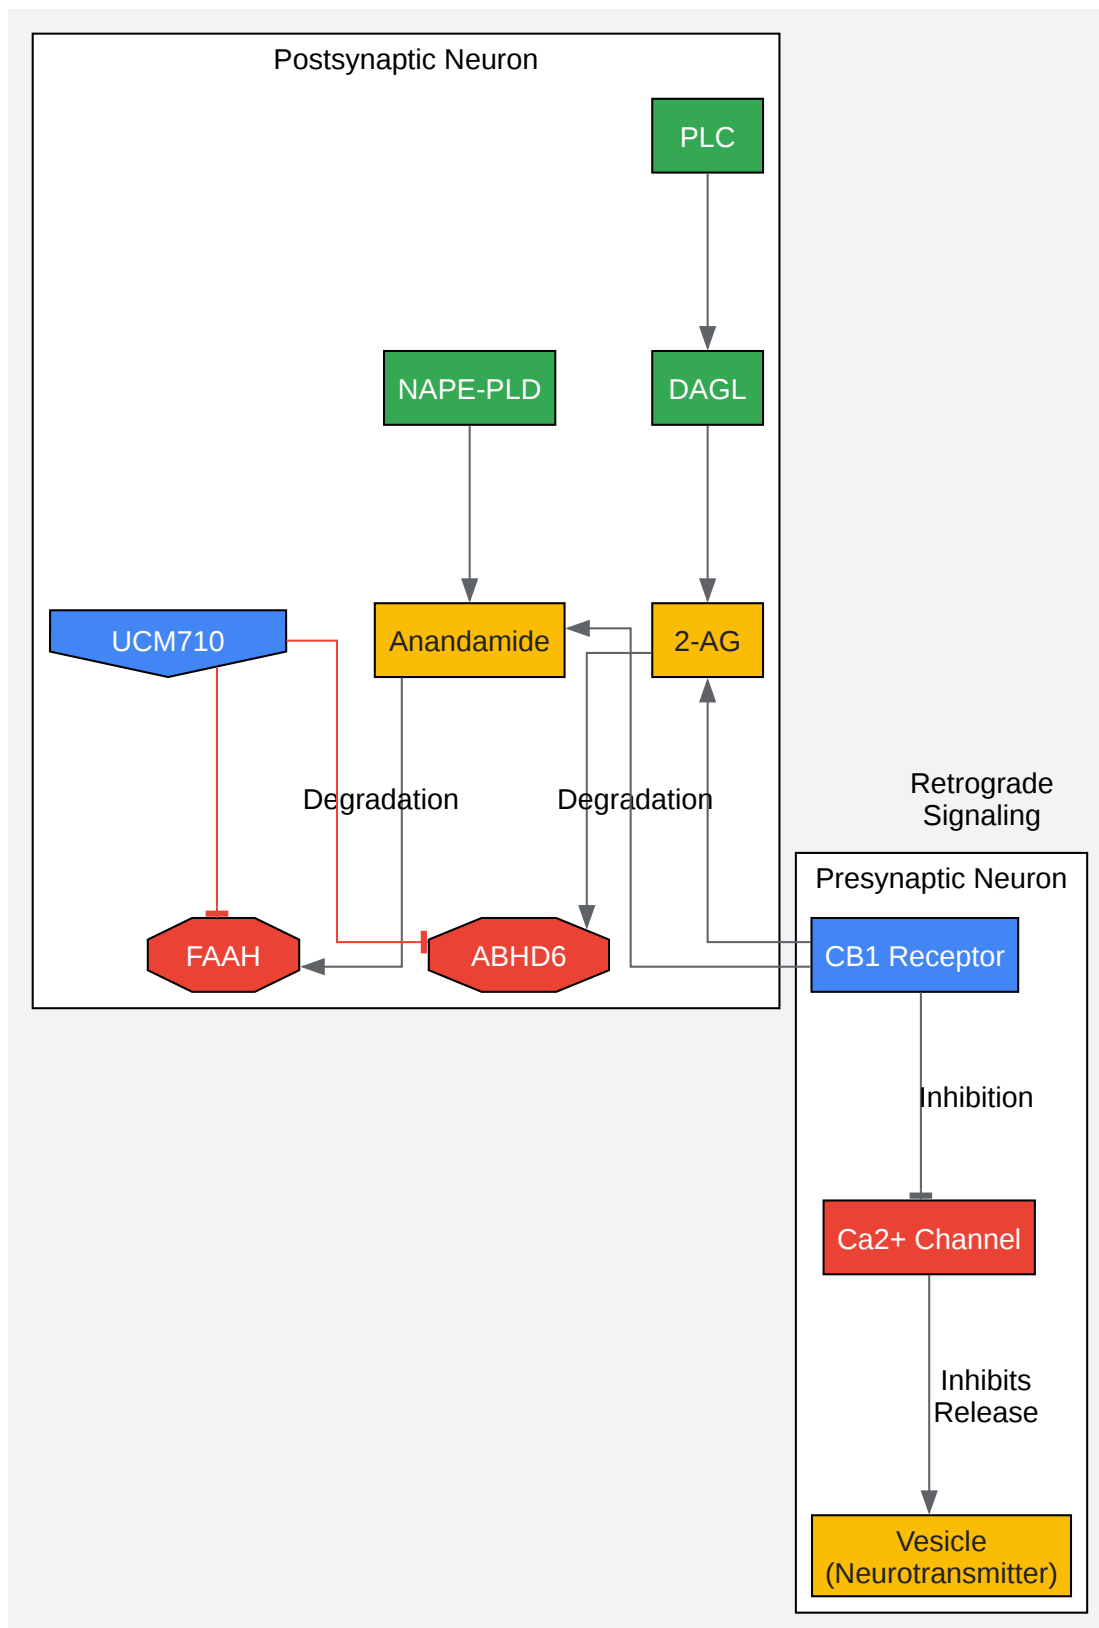 Postsynaptic Neuron
PLC
NAPE-PLD
DAGL
UCM710
Anandamide
2-AG
Degradation
Degradation
Retrograde
Signaling
Presynaptic Neuron
FAAH
ABHD6
CB1 Receptor
Inhibition
Ca2+ Channel
Inhibits
Release
Vesicle
(Neurotransmitter)